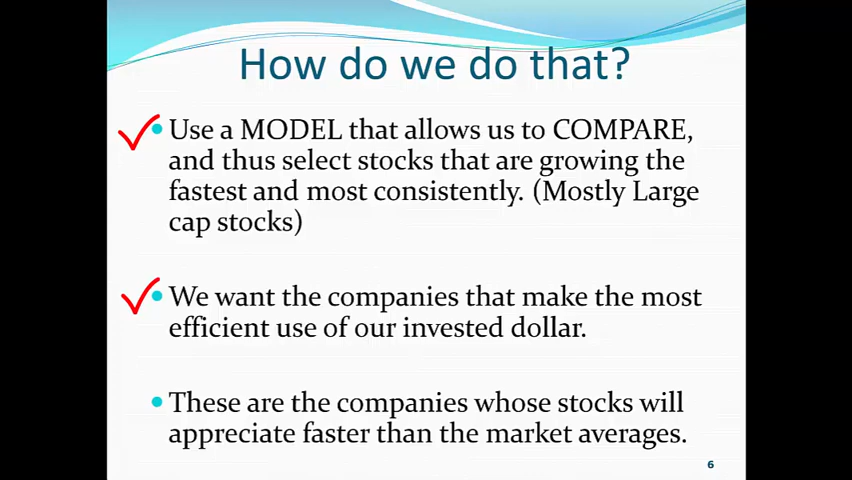 How do we do that?
• Use a MODEL that allows us to COMPARE,
and thus select stocks that are growing the
fastest and most consistently. (Mostly Large
cap stocks)
• We want the companies that make the most
efficient use of our invested dollar.
• These are the companies whose stocks will
appreciate faster than the market averages.
6